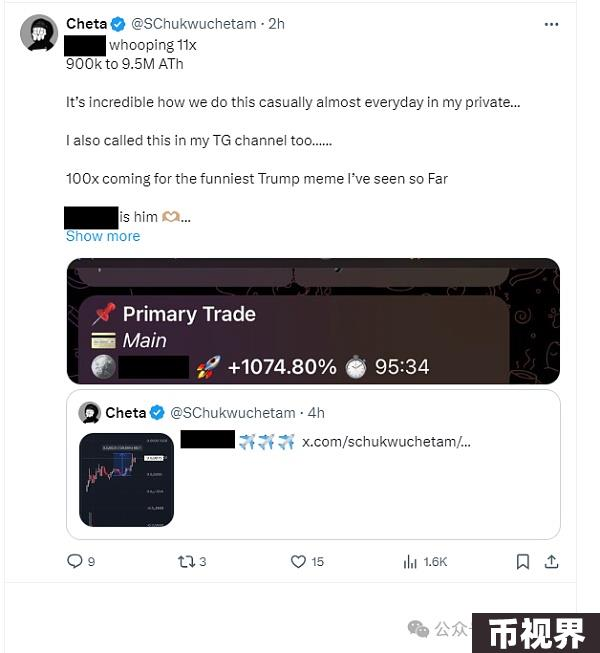 Cheta @SChukwuchetam · 2h
whooping 11x
900k to 9.5M ATh
It's incredible how we do this casually almost everyday in my private...
I also called this in my TG channel too......
100x coming for the funniest Trump meme I've seen so Far
is him 🫶🏼...
Show more
📌 Primary Trade
💳 Main
🌖 🚀 +1074.80% ⏱️ 95:34
Cheta @SChukwuchetam · 4h
✈️✈️✈️ x.com/schukwuchetam/...
9 3 15 1.6K
公众
币视界